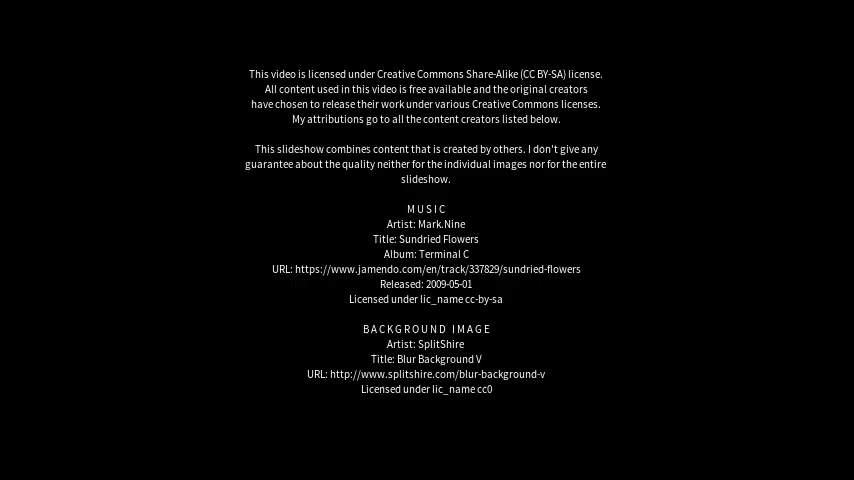 This video is licensed under Creative Commons Share-Alike (CC BY-SA) license.
All content used in this video is free available and the original creators
have chosen to release their work under various Creative Commons licenses.
My attributions go to all the content creators listed below.
This slideshow combines content that is created by others. I don't give any
guarantee about the quality neither for the individual images nor for the entire
slideshow.
MUSIC
Artist: Mark.Nine
Title: Sundried Flowers
Album: Terminal C
URL: https://www.jamendo.com/en/track/337829/sundried-flowers
Released: 2009-05-01
Licensed under lic_name cc-by-sa
BACKGROUND IMAGE
Artist: SplitShire
Title: Blur Background V
URL: http://www.splitshire.com/blur-background-v
Licensed under lic_name cc0